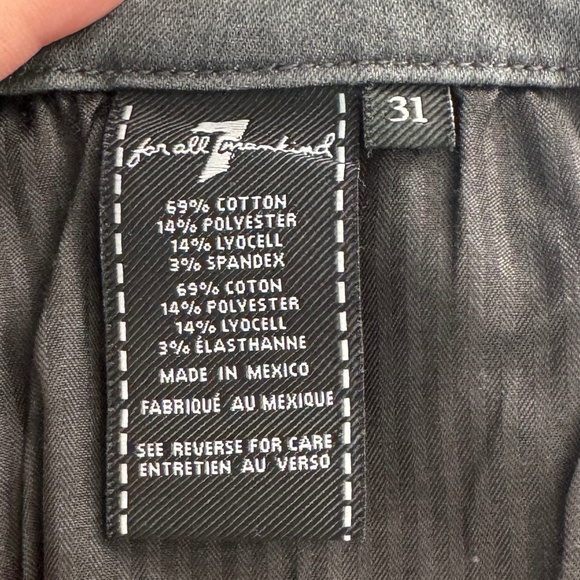 7
for all mankind
31
69% COTTON
14% POLYESTER
14% LYOCELL
3% SPANDEX
69% COTON
14% POLYESTER
14% LYOCELL
3% ÉLASTHANNE
MADE IN MEXICO
FABRIQUÉ AU MEXIQUE
SEE REVERSE FOR CARE
ENTRETIEN AU VERSO